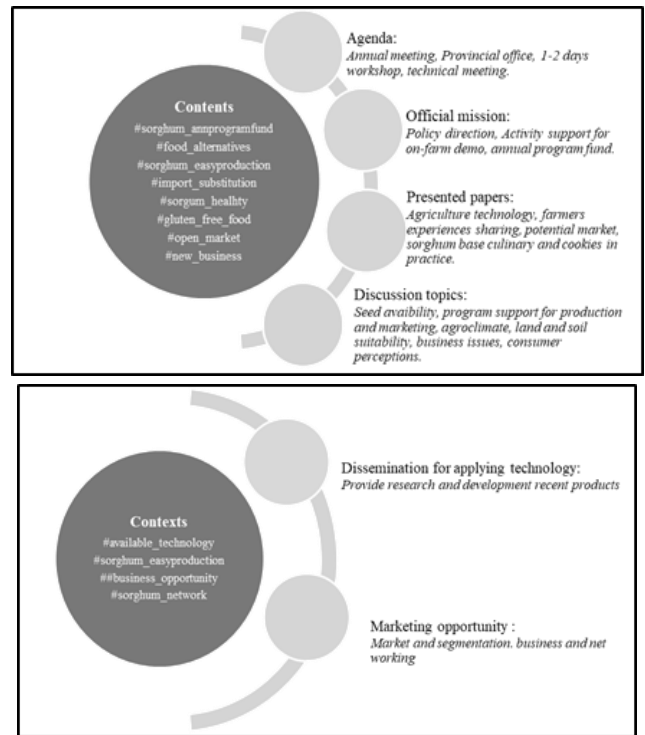 Contents
#sorghum_annprogramfund
#food_alternatives
#sorghum_easyproduction
#import_substitution
#sorgum_healhty
#gluten_free_food
#open_market
#new_business
Agenda:
Annual meeting, Provincial office, 1-2 days
workshop, technical meeting.
Official mission:
Policy direction, Activity support for
on-farm demo, annual program fund.
Presented papers:
Agriculture technology, farmers
experiences sharing, potential market,
sorghum base culinary and cookies in
practice.
Discussion topics:
Seed avaibility, program support for production
and marketing, agroclimate, land and soil
suitability, business issues, consumer
perceptions.
Contexts
#available_technology
#sorghum_easyproduction
##business_opportunity
#sorghum_network
Dissemination for applying technology:
Provide research and development recent products
Marketing opportunity :
Market and segmentation. business and net
working